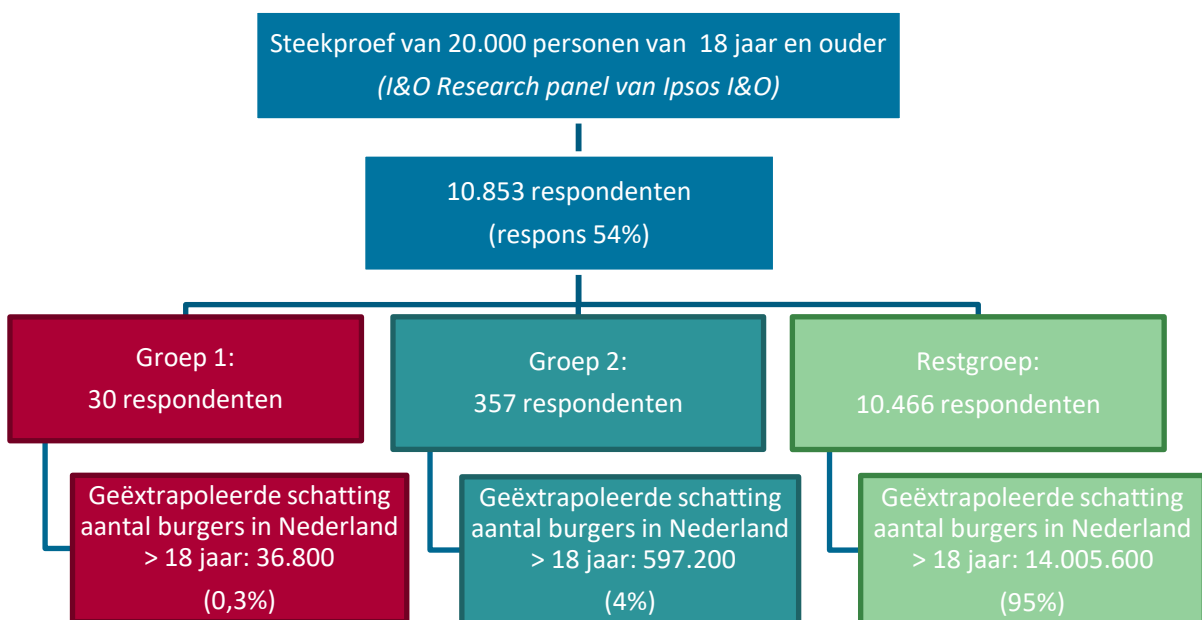 Steekproef van 20.000 personen van 18 jaar en ouder
(I&O Research panel van Ipsos I&O)
10.853 respondenten
(respons 54%)
Groep 1:
30 respondenten
Groep 2:
357 respondenten
Restgroep:
10.466 respondenten
Geëxtrapoleerde schatting
aantal burgers in Nederland
> 18 jaar: 36.800
(0,3%)
Geëxtrapoleerde schatting
aantal burgers in Nederland
> 18 jaar: 597.200
(4%)
Geëxtrapoleerde schatting
aantal burgers in Nederland
> 18 jaar: 14.005.600
(95%)